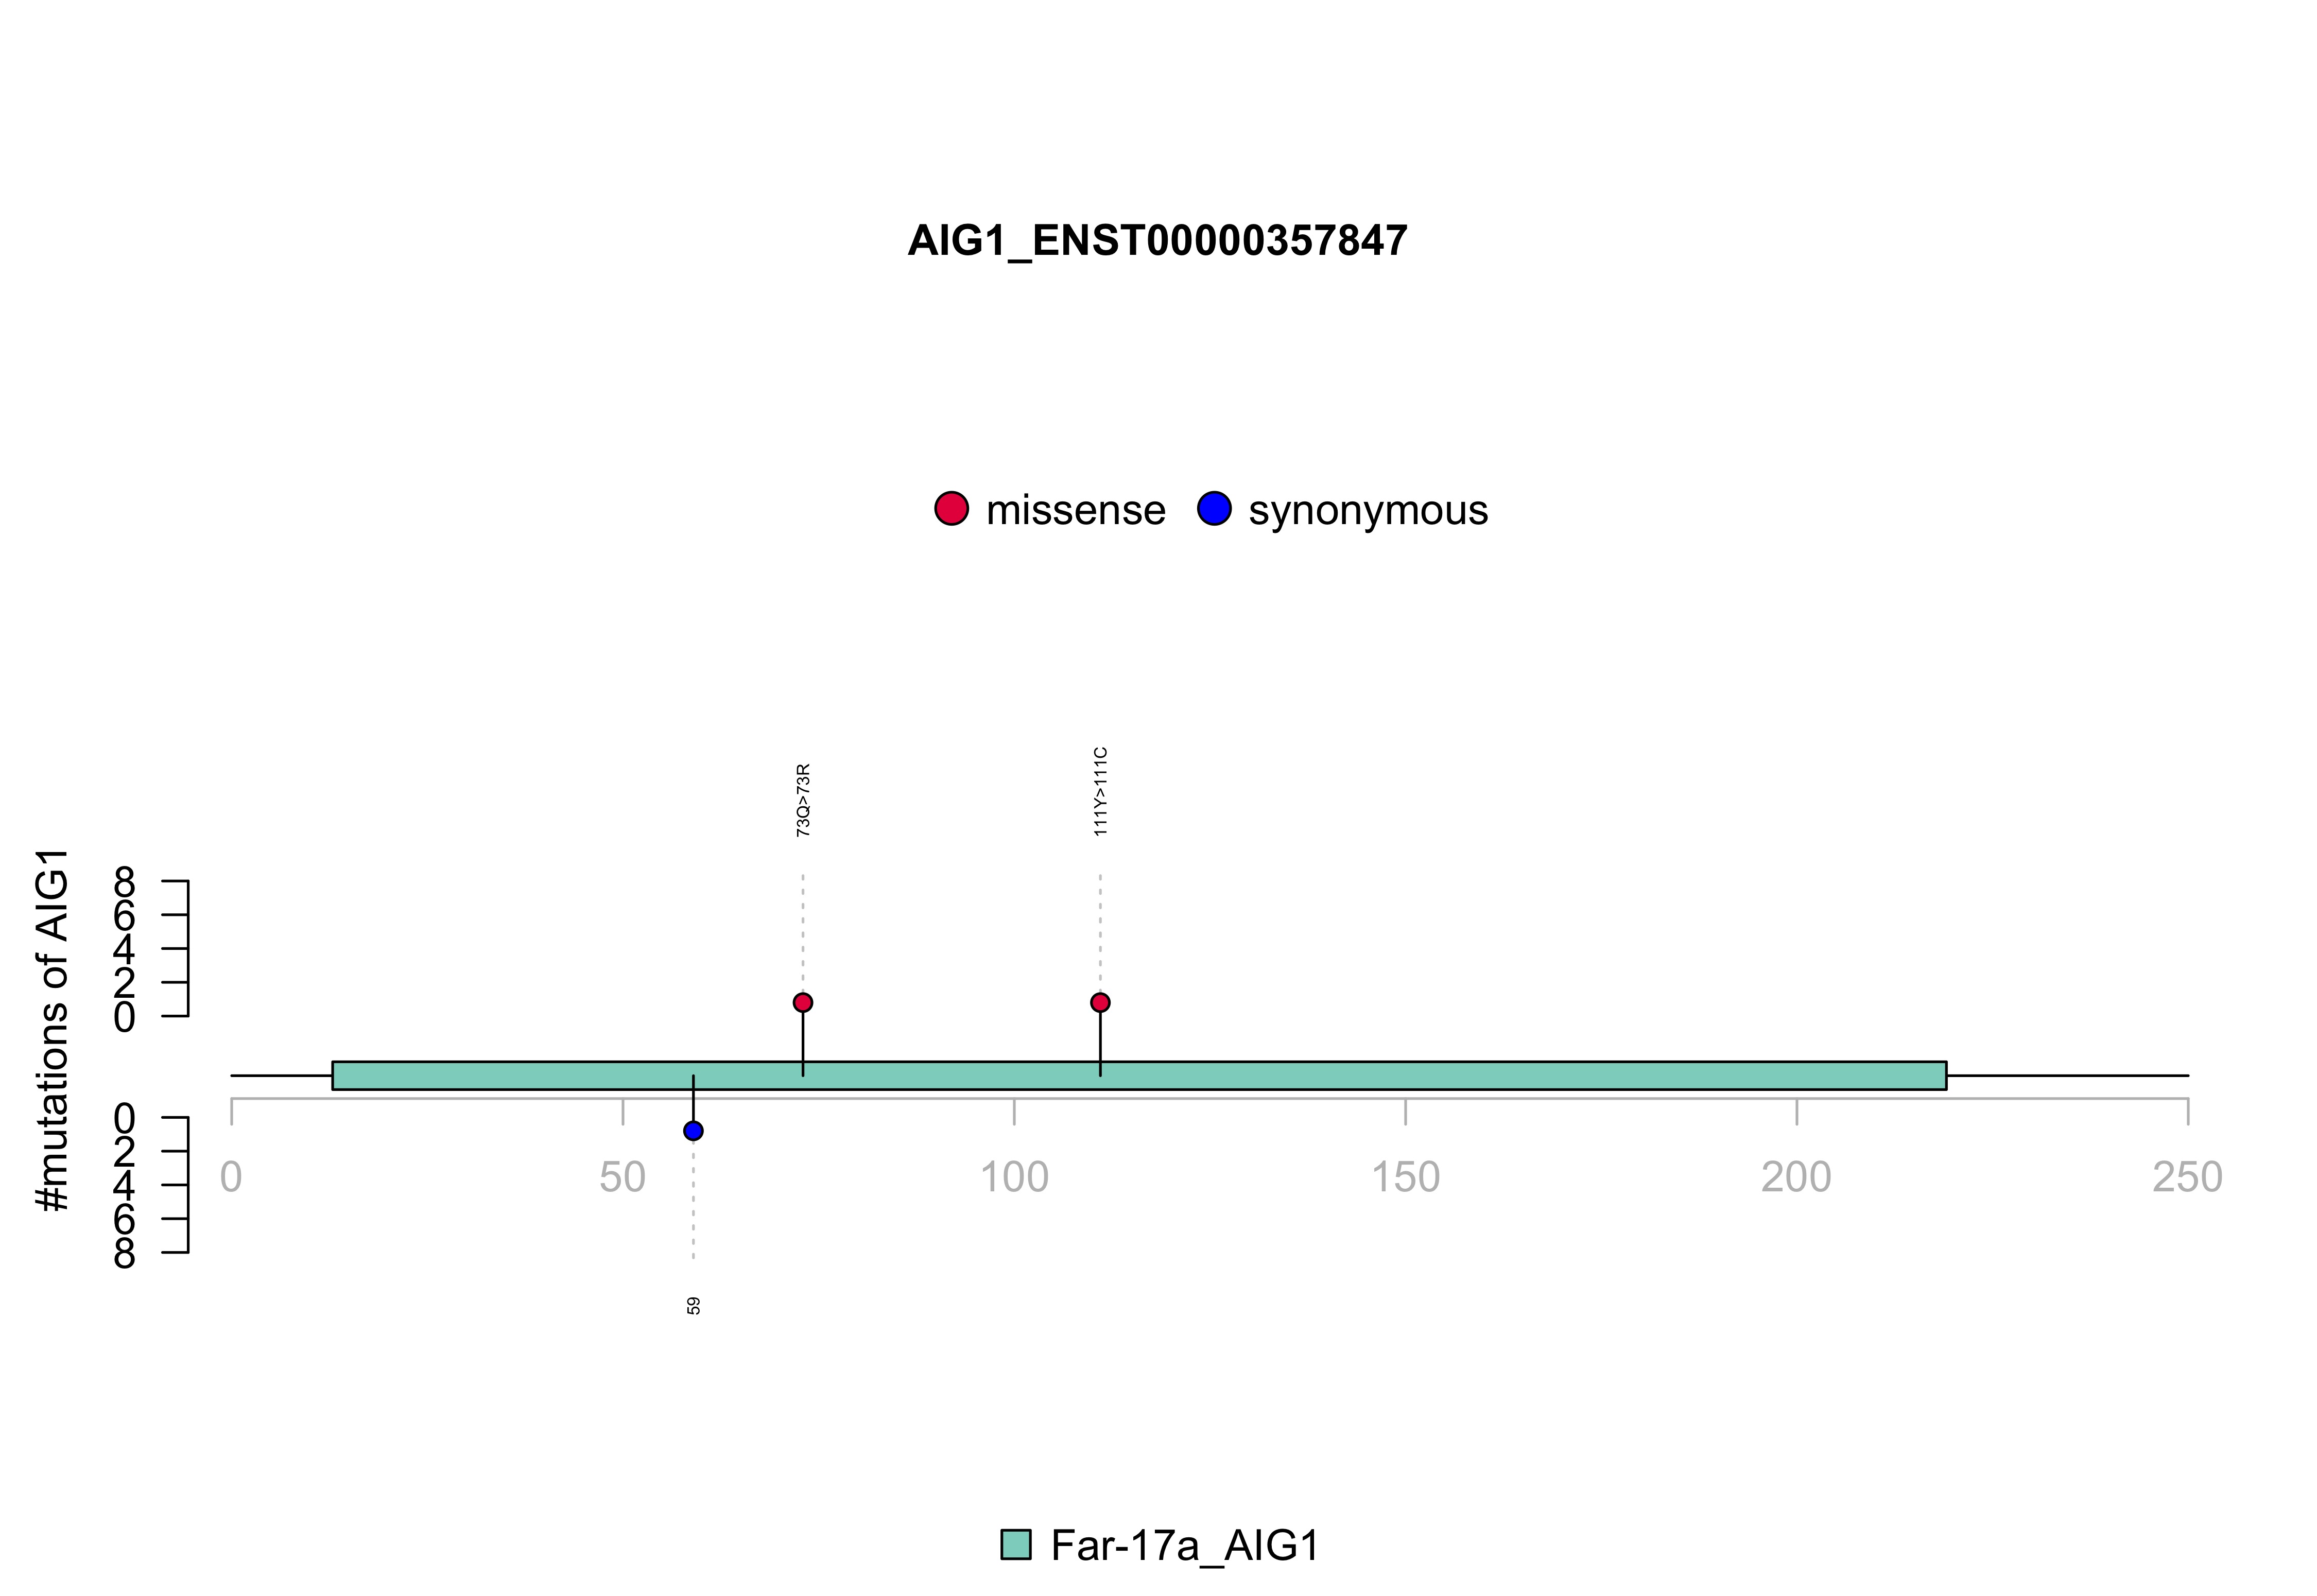 AIG1_ENST00000357847
missense synonymous
73Q>73R
111Y>111C
#mutations of AIG1
8
6
4
2
0
0
2
4
6
8
0 50 100 150 200 250
59
Far-17a_AIG1